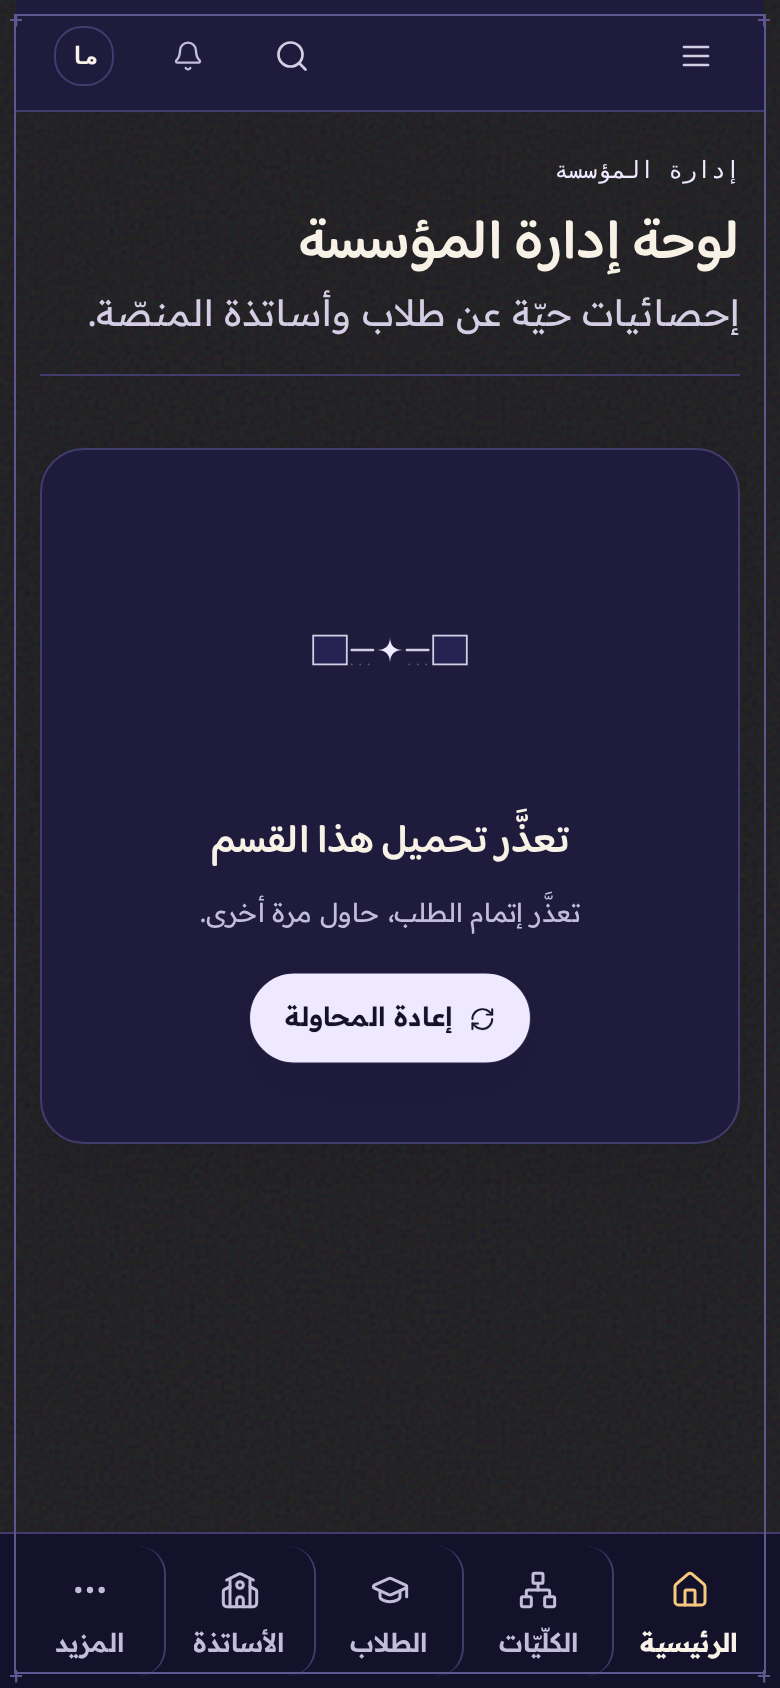 ما
إدارة المؤسسة
لوحة إدارة المؤسسة
إحصائيات حيّة عن طلاب وأساتذة المنصّة.
تعذَّر تحميل هذا القسم
تعذَّر إتمام الطلب، حاول مرة أخرى.
إعادة المحاولة
الرئيسية
الكلّيّات
الطلاب
الأساتذة
المزيد